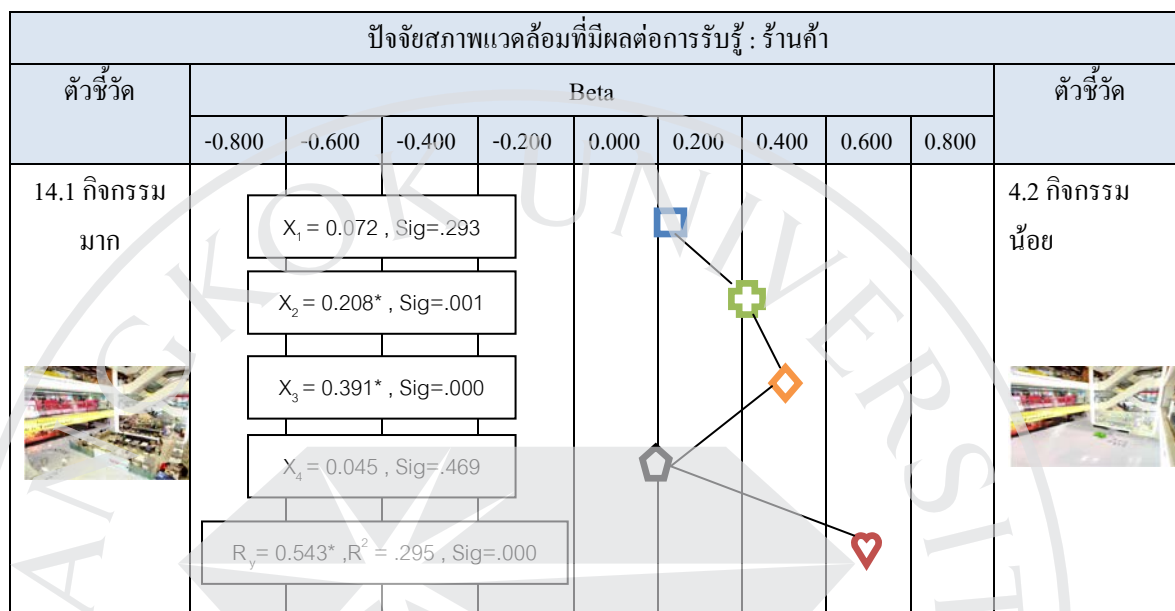 ปัจจัยสภาพแวดล้อมที่มีผลต่อการรับรู้ : ร้านค้า
ตัวชี้วัด Beta ตัวชี้วัด
-0.800 -0.600 -0.400 -0.200 0.000 0.200 0.400 0.600 0.800
14.1 กิจกรรม
มาก
X₁ = 0.072 , Sig=.293
X₂ = 0.208* , Sig=.001
X₃ = 0.391* , Sig=.000
X₄ = 0.045 , Sig=.469
Rᵧ= 0.543* ,R² = .295 , Sig=.000
4.2 กิจกรรม
น้อย
ANGKOK UNIVERSIT